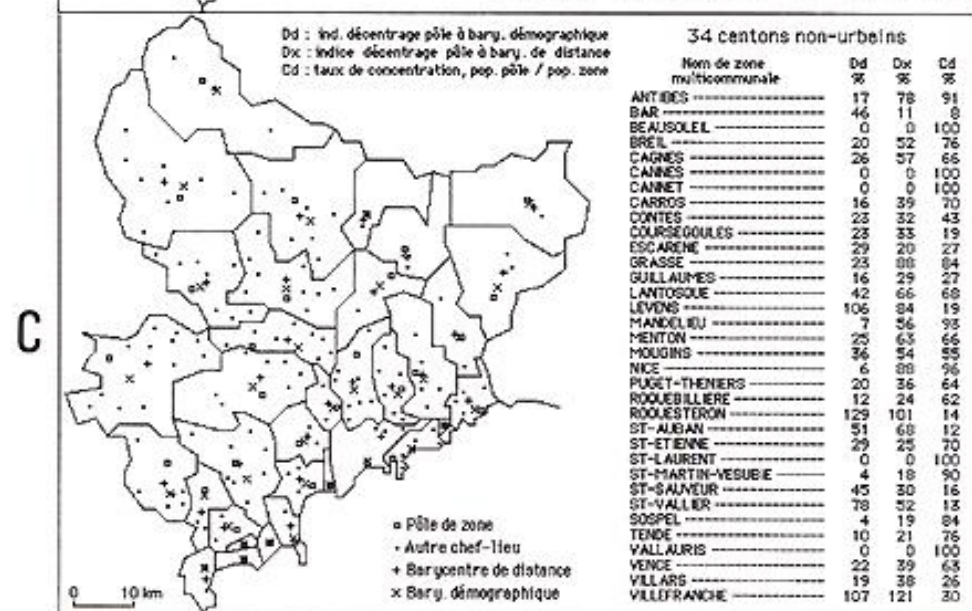 Dd : ind. décentrage pôle à bary. démographique
Dx : indice décentrage pôle à bary. de distance
Cd : taux de concentration, pop. pôle / pop. zone
34 cantons non-urbains
Nom de zone multicommunale Dd % Dx % Cd %
ANTIBES 17 78 91
BAR 46 11 8
BEAUSOLEIL 0 0 100
BREIL 20 52 76
CAGNES 26 57 66
CANNES 0 0 100
CANNET 0 0 100
CARROS 16 39 70
CONTES 23 32 43
COURSEGOULES 23 33 19
ESCARENE 29 20 27
GRASSE 23 88 84
GUILLAUMES 16 29 27
LANTOSQUE 42 66 68
LEVENS 106 84 19
MANDELIEU 7 56 93
MENTON 25 63 66
MOUGINS 36 54 55
NICE 6 88 96
PUGET-THENIERS 20 36 64
ROQUEBILLIERE 12 24 62
ROQUESTERON 129 101 14
ST-AUBAN 51 68 12
ST-ETIENNE 29 25 70
ST-LAURENT 0 0 100
ST-MARTIN-VESUBIE 4 18 90
ST-SAUVEUR 45 30 16
ST-VALLIER 78 52 13
SOSPEL 4 19 84
TENDE 10 21 76
VALLAURIS 0 0 100
VENCE 22 39 63
VILLARS 19 38 26
VILLEFRANCHE 107 121 30
C
Pôle de zone
Autre chef-lieu
+ Barycentre de distance
× Bary. démographique
0 10 km